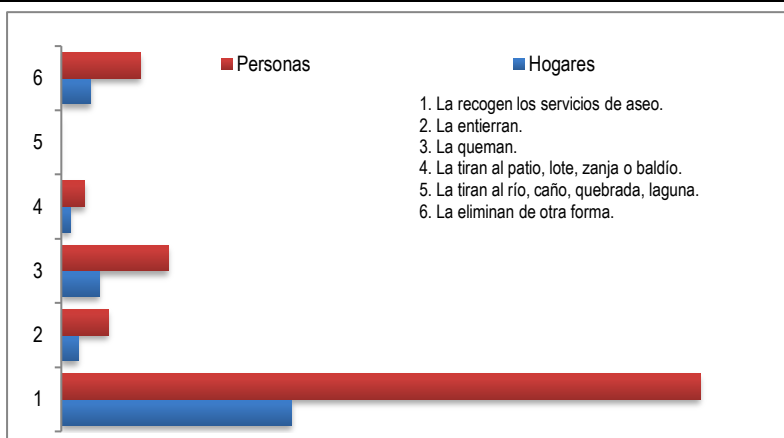 Personas
Hogares
1. La recogen los servicios de aseo.
2. La entierran.
3. La queman.
4. La tiran al patio, lote, zanja o baldío.
5. La tiran al río, caño, quebrada, laguna.
6. La eliminan de otra forma.
6
5
4
3
2
1